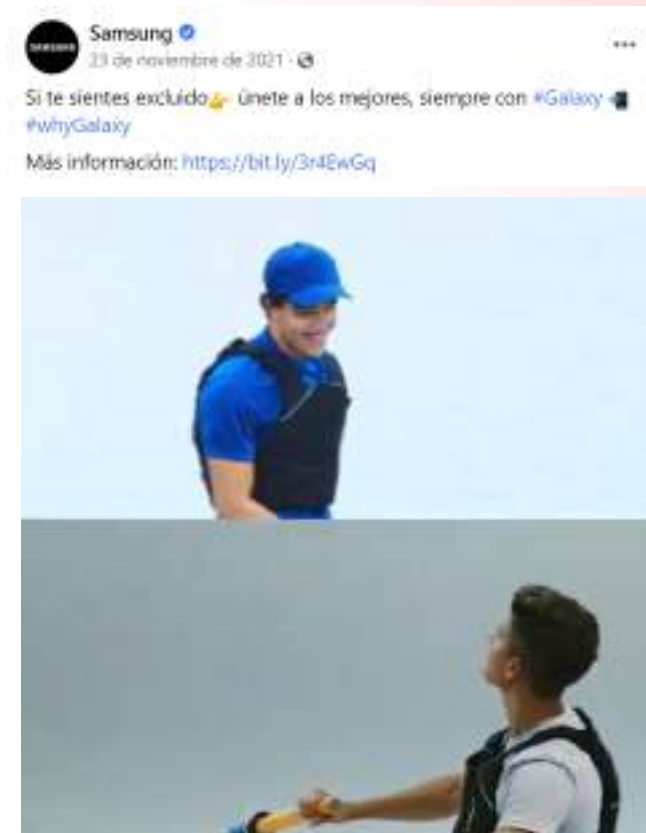 SAMSUNG
Samsung
23 de noviembre de 2021
Si te sientes excluido👉 únete a los mejores, siempre con #Galaxy 📲
#whyGalaxy
Más información: https://bit.ly/3r4EwGq